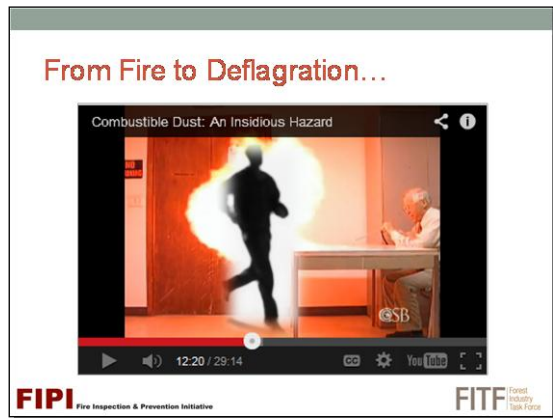 From Fire to Deflagration…
Combustible Dust: An Insidious Hazard
CSB
12:20 / 29:14
CC
YouTube
FIPI Fire Inspection & Prevention Initiative
FITF Forest
Industry
Task Force